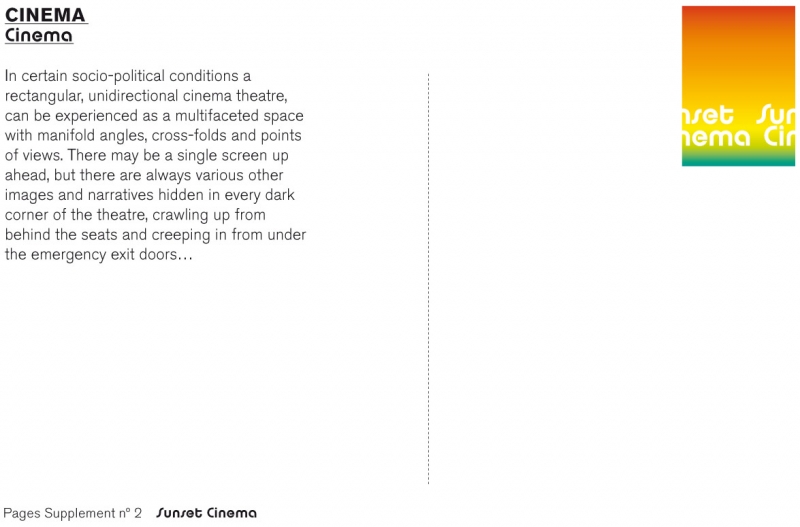 CINEMA
Cinema
In certain socio-political conditions a
rectangular, unidirectional cinema theatre,
can be experienced as a multifaceted space
with manifold angles, cross-folds and points
of views. There may be a single screen up
ahead, but there are always various other
images and narratives hidden in every dark
corner of the theatre, crawling up from
behind the seats and creeping in from under
the emergency exit doors…
nset Sun
nema Cin
Pages Supplement n° 2 Sunset Cinema